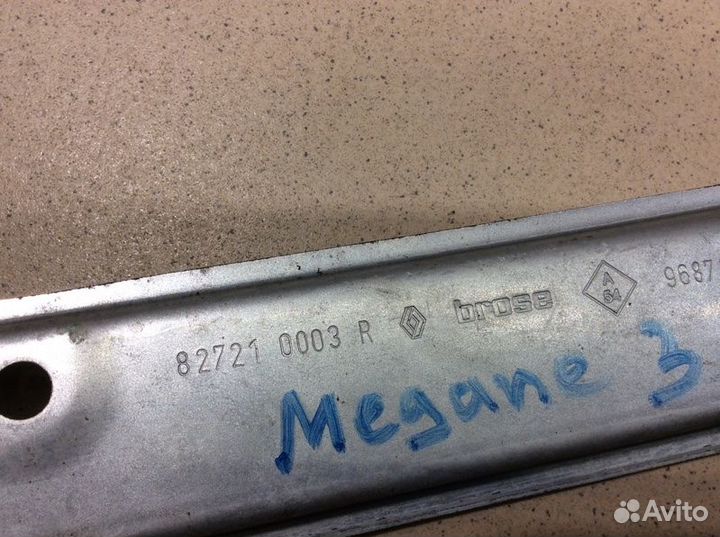 82721 0003 R brose A 64 9687
Megane 3
Avito